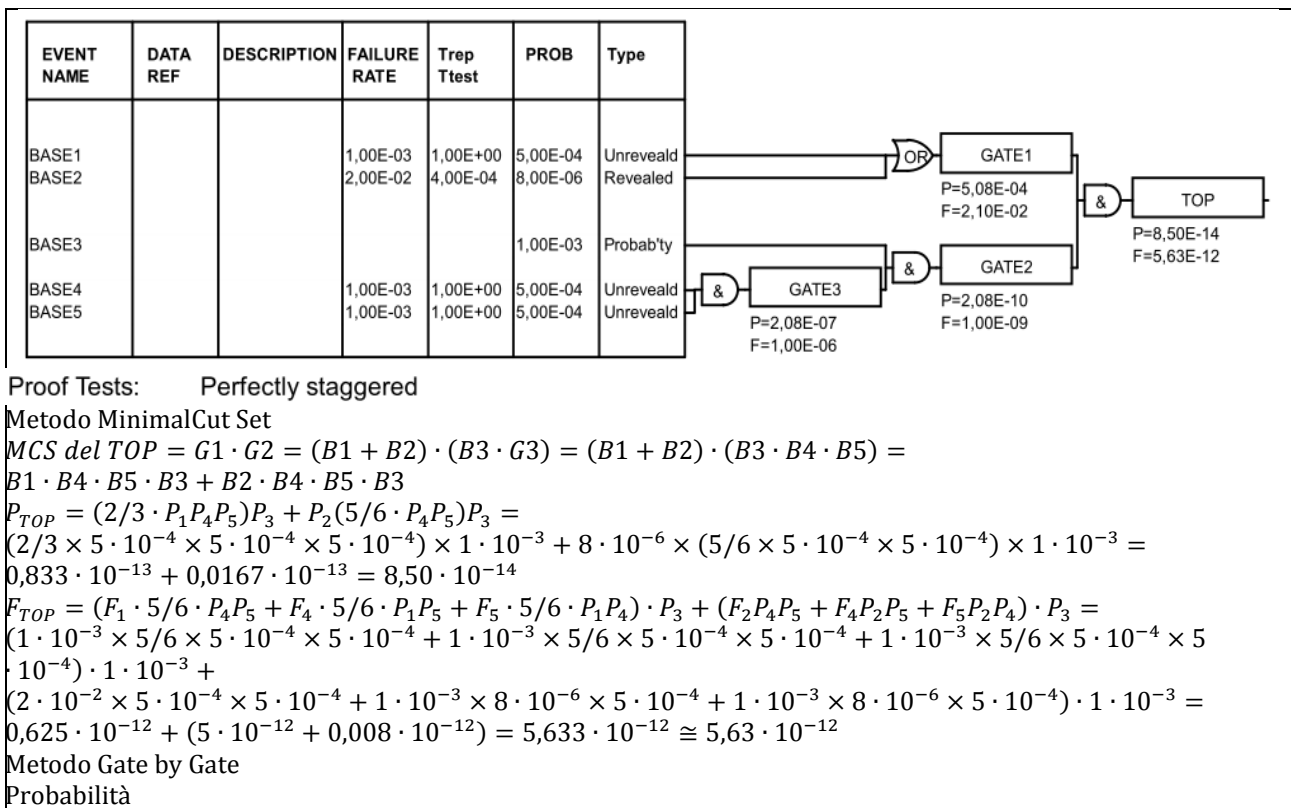 EVENT NAME DATA REF DESCRIPTION FAILURE RATE Trep Ttest PROB Type
BASE1 1,00E-03 1,00E+00 5,00E-04 Unreveald
BASE2 2,00E-02 4,00E-04 8,00E-06 Revealed
OR GATE1
P=5,08E-04
F=2,10E-02
& TOP
P=8,50E-14
F=5,63E-12
BASE3 1,00E-03 Probab'ty
& GATE2
P=2,08E-10
F=1,00E-09
BASE4 1,00E-03 1,00E+00 5,00E-04 Unreveald
BASE5 1,00E-03 1,00E+00 5,00E-04 Unreveald
& GATE3
P=2,08E-07
F=1,00E-06
Proof Tests: Perfectly staggered
Metodo MinimalCut Set
MCS del TOP = G1 · G2 = (B1 + B2) · (B3 · G3) = (B1 + B2) · (B3 · B4 · B5) =
B1 · B4 · B5 · B3 + B2 · B4 · B5 · B3
P_TOP = (2/3 · P₁P₄P₅)P₃ + P₂(5/6 · P₄P₅)P₃ =
(2/3 × 5 · 10⁻⁴ × 5 · 10⁻⁴ × 5 · 10⁻⁴) × 1 · 10⁻³ + 8 · 10⁻⁶ × (5/6 × 5 · 10⁻⁴ × 5 · 10⁻⁴) × 1 · 10⁻³ =
0,833 · 10⁻¹³ + 0,0167 · 10⁻¹³ = 8,50 · 10⁻¹⁴
F_TOP = (F₁ · 5/6 · P₄P₅ + F₄ · 5/6 · P₁P₅ + F₅ · 5/6 · P₁P₄) · P₃ + (F₂P₄P₅ + F₄P₂P₅ + F₅P₂P₄) · P₃ =
(1 · 10⁻³ × 5/6 × 5 · 10⁻⁴ × 5 · 10⁻⁴ + 1 · 10⁻³ × 5/6 × 5 · 10⁻⁴ × 5 · 10⁻⁴ + 1 · 10⁻³ × 5/6 × 5 · 10⁻⁴ × 5
· 10⁻⁴) · 1 · 10⁻³ +
(2 · 10⁻² × 5 · 10⁻⁴ × 5 · 10⁻⁴ + 1 · 10⁻³ × 8 · 10⁻⁶ × 5 · 10⁻⁴ + 1 · 10⁻³ × 8 · 10⁻⁶ × 5 · 10⁻⁴) · 1 · 10⁻³ =
0,625 · 10⁻¹² + (5 · 10⁻¹² + 0,008 · 10⁻¹²) = 5,633 · 10⁻¹² ≅ 5,63 · 10⁻¹²
Metodo Gate by Gate
Probabilità